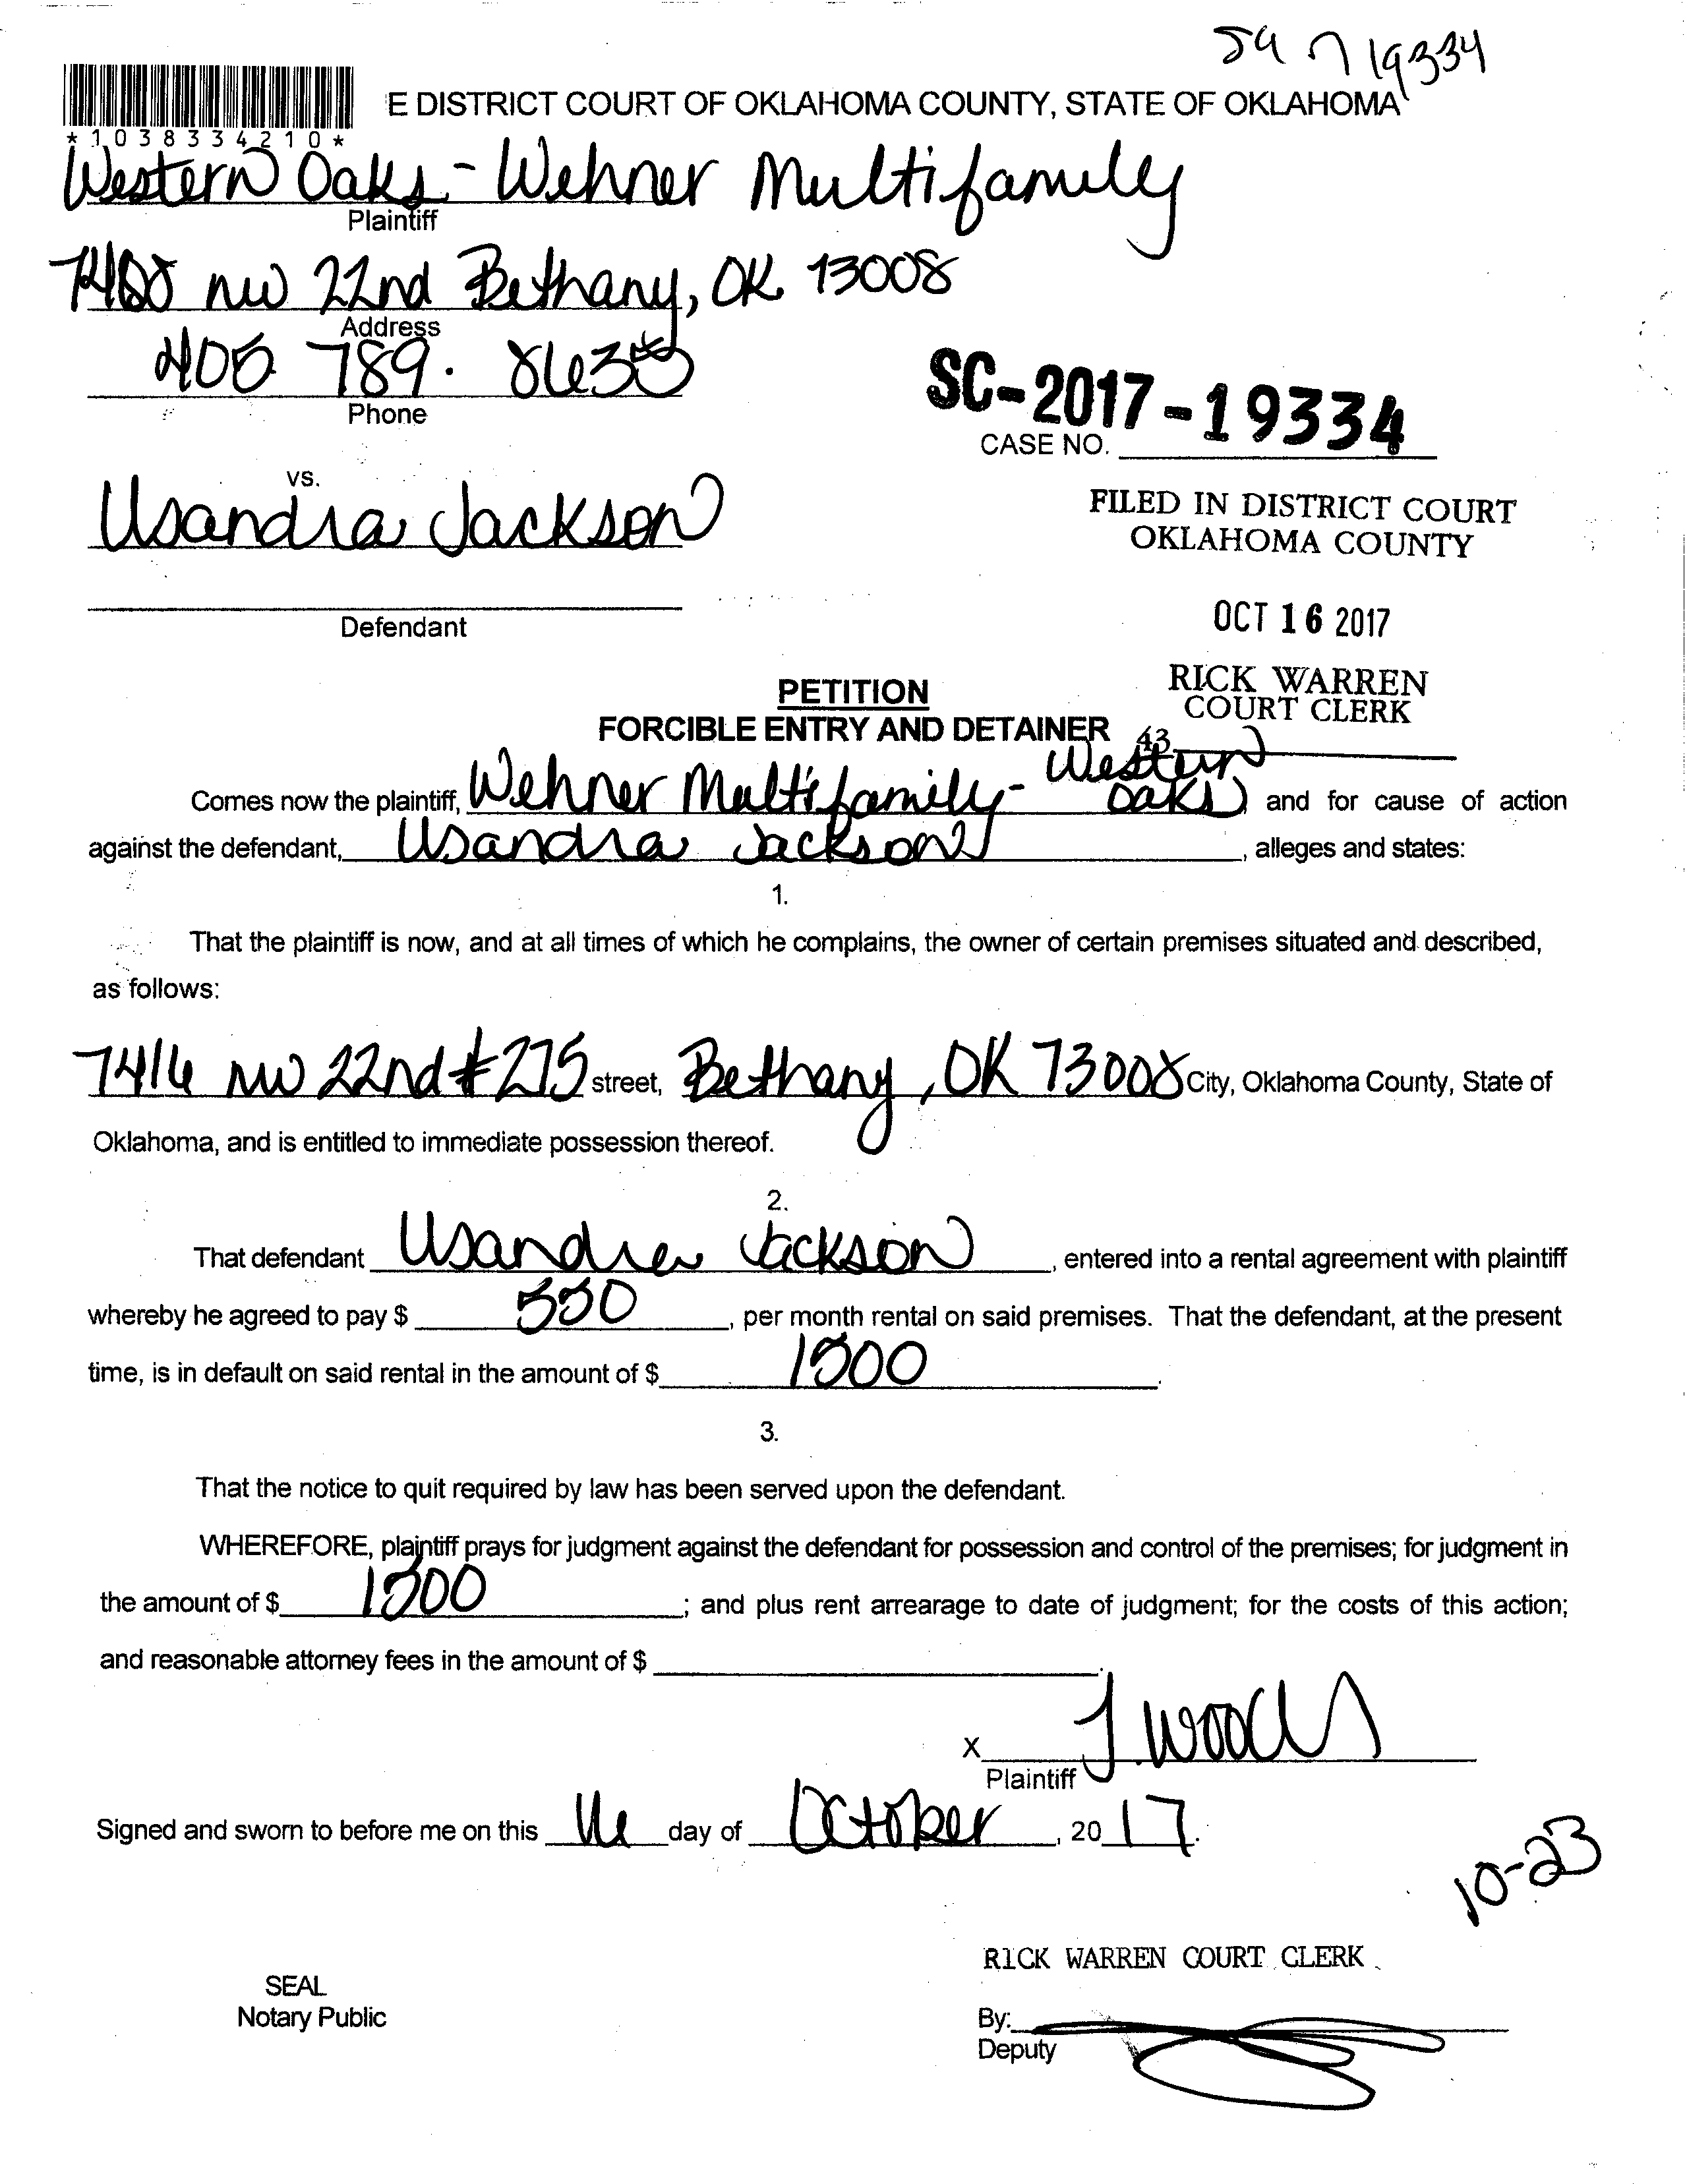 19334
E DISTRICT COURT OF OKLAHOMA COUNTY, STATE OF OKLAHOMA
*1038334210*
Western Oaks - Wehner Multifamily
Plaintiff
nw 22nd Bethany, OK 73008
Address
405 789.
Phone
SC-2017-19334
CASE NO.
vs.
Usandra Jackson
FILED IN DISTRICT COURT
OKLAHOMA COUNTY
Defendant
OCT 16 2017
PETITION
RICK WARREN
COURT CLERK
FORCIBLE ENTRY AND DETAINER
43
Comes now the plaintiff, Wehner Multifamily - Western Oaks, and for cause of action
against the defendant, Usandra Jackson, alleges and states:
1.
That the plaintiff is now, and at all times of which he complains, the owner of certain premises situated and described,
as follows:
7416 NW 22nd #275 street, Bethany, OK 73008 City, Oklahoma County, State of
Oklahoma, and is entitled to immediate possession thereof.
2.
That defendant Usandra Jackson, entered into a rental agreement with plaintiff
whereby he agreed to pay $ 550, per month rental on said premises. That the defendant, at the present
time, is in default on said rental in the amount of $ 1500.
3.
That the notice to quit required by law has been served upon the defendant.
WHEREFORE, plaintiff prays for judgment against the defendant for possession and control of the premises; for judgment in
the amount of $ 1500; and plus rent arrearage to date of judgment; for the costs of this action;
and reasonable attorney fees in the amount of $
X J. Woods
Plaintiff
Signed and sworn to before me on this 16 day of October, 2017.
10-23
RICK WARREN COURT CLERK
SEAL
Notary Public
By:
Deputy